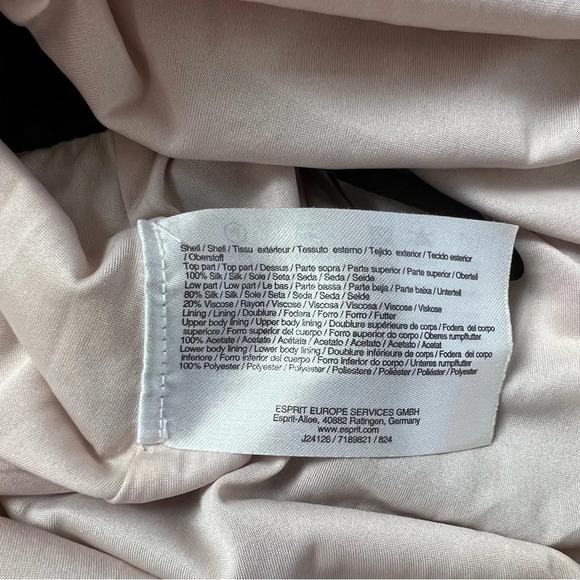 Shell / Shell / Tissu extérieur / Tessuto esterno / Tejido exterior / Tecido esterior
/ Oberstoff
Top part / Top part / Dessus / Parte sopra / Parte superior / Parte superior / Oberteil
100% Silk / Silk / Soie / Seta / Seda / Seda / Seide
Low part / Low part / Le bas / Parte bassa / Parte baja / Parte baixa / Unterteil
80% Silk / Silk / Soie / Seta / Seda / Seda / Seide
20% Viscose / Rayon / Viscose / Viscosa / Viscosa / Viscose / Viskose
Lining / Lining / Doublure / Fodera / Forro / Forro / Futter
Upper body lining / Upper body lining / Doublure supérieure de corps / Fodera del corpo
superiore / Forro superior del cuerpo / Forro superior do corpo / Oberes rumpffutter
100% Acetate / Acetate / Acétate / Acetato / Acetato / Acetato / Acetat
Lower body lining / Lower body lining / Doublure inférieure de corps / Fodera del corpo
inferiore / Forro inferior del cuerpo / Forro inferior do corpo / Unteres rumpffutter
100% Polyester / Polyester / Polyester / Poliestere / Poliéster / Poliéster / Polyester
ESPRIT EUROPE SERVICES GMBH
Esprit-Allee, 40882 Ratingen, Germany
www.esprit.com
J24126 / 7189821 / 824